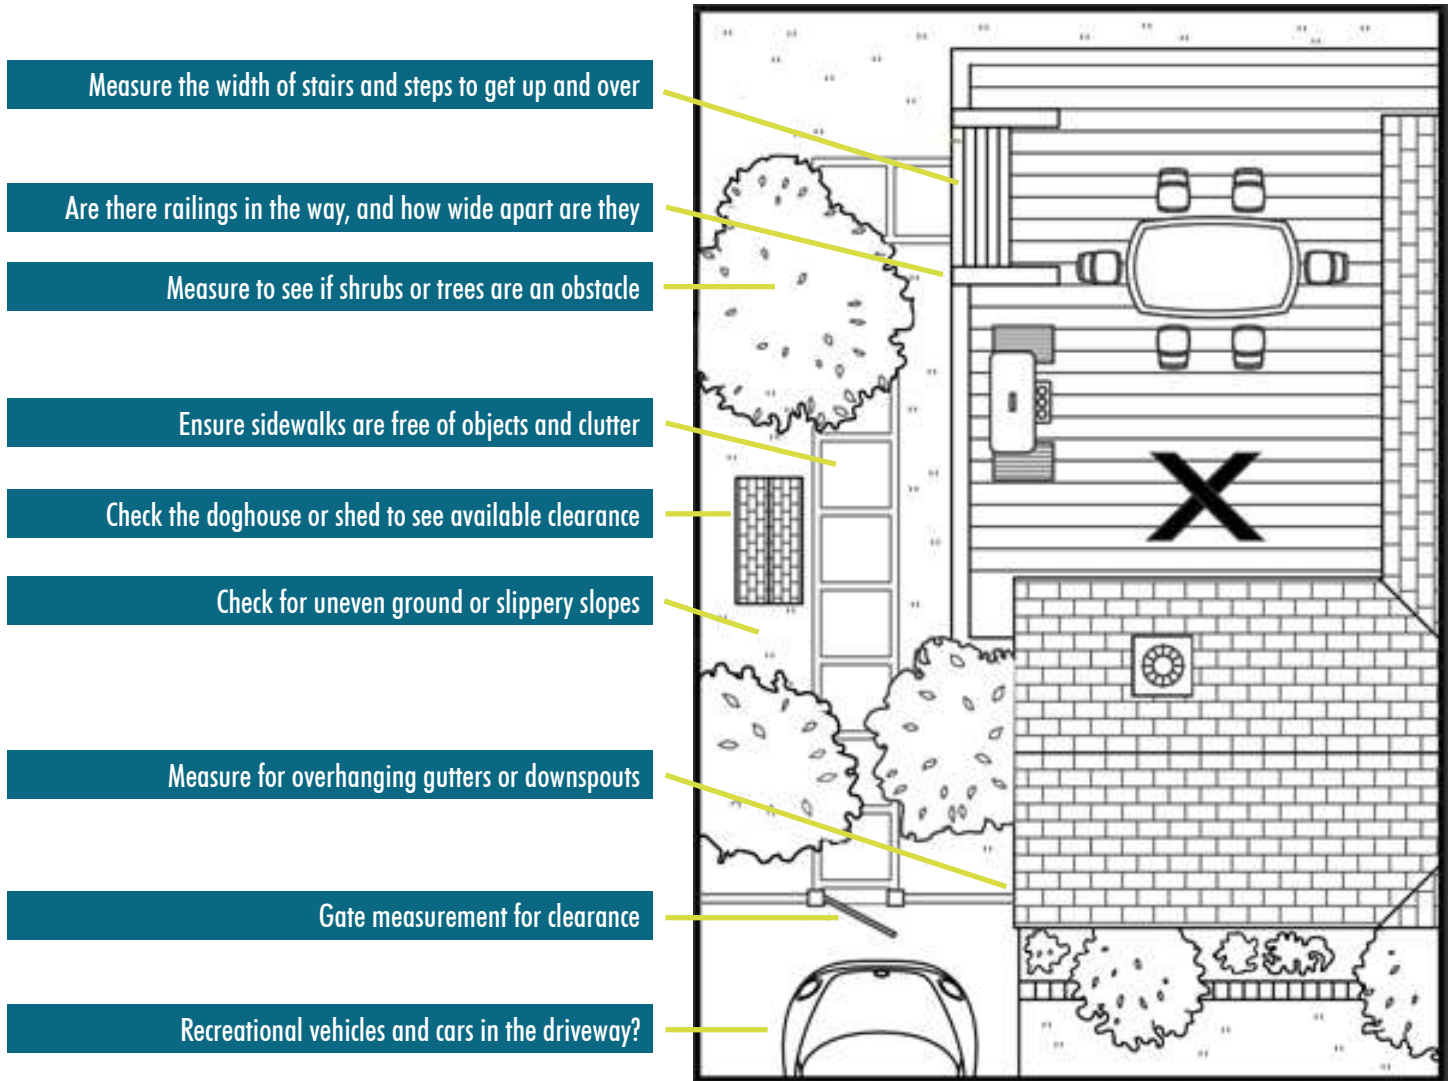 Measure the width of stairs and steps to get up and over
Are there railings in the way, and how wide apart are they
Measure to see if shrubs or trees are an obstacle
Ensure sidewalks are free of objects and clutter
Check the doghouse or shed to see available clearance
Check for uneven ground or slippery slopes
Measure for overhanging gutters or downspouts
Gate measurement for clearance
Recreational vehicles and cars in the driveway?